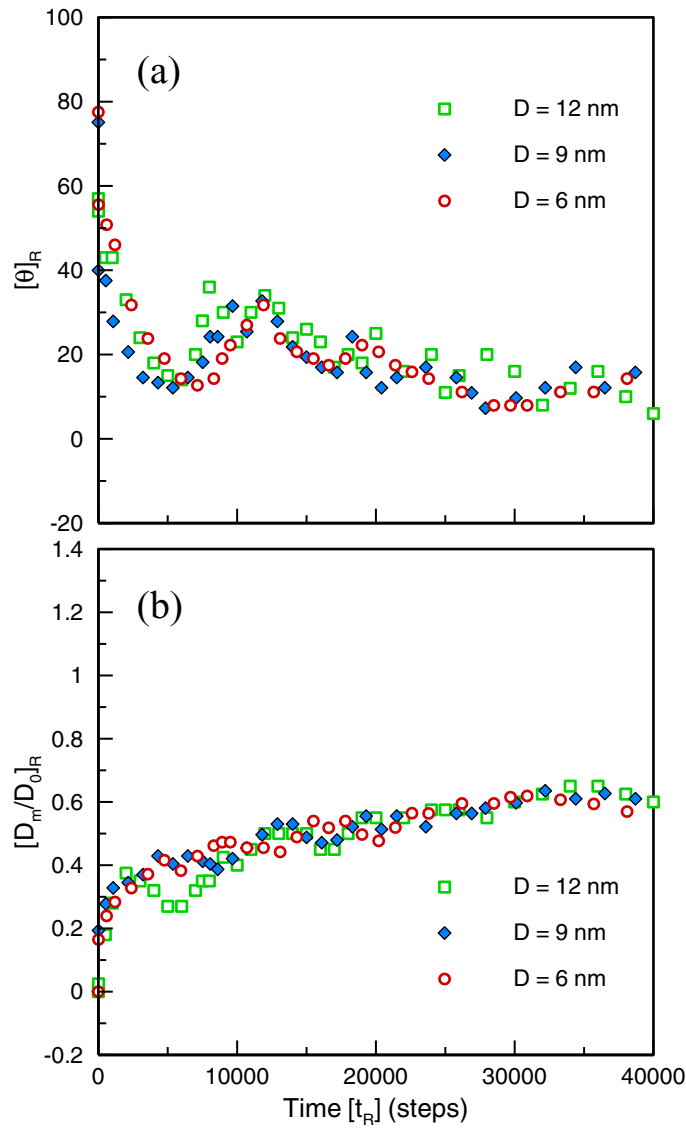 100
80
60
40
20
0
-20
[θ]R
(a)
D = 12 nm
D = 9 nm
D = 6 nm
1.4
1.2
1
0.8
0.6
0.4
0.2
0
-0.2
[Dm/D0]R
(b)
D = 12 nm
D = 9 nm
D = 6 nm
0 10000 20000 30000 40000
Time [tR] (steps)